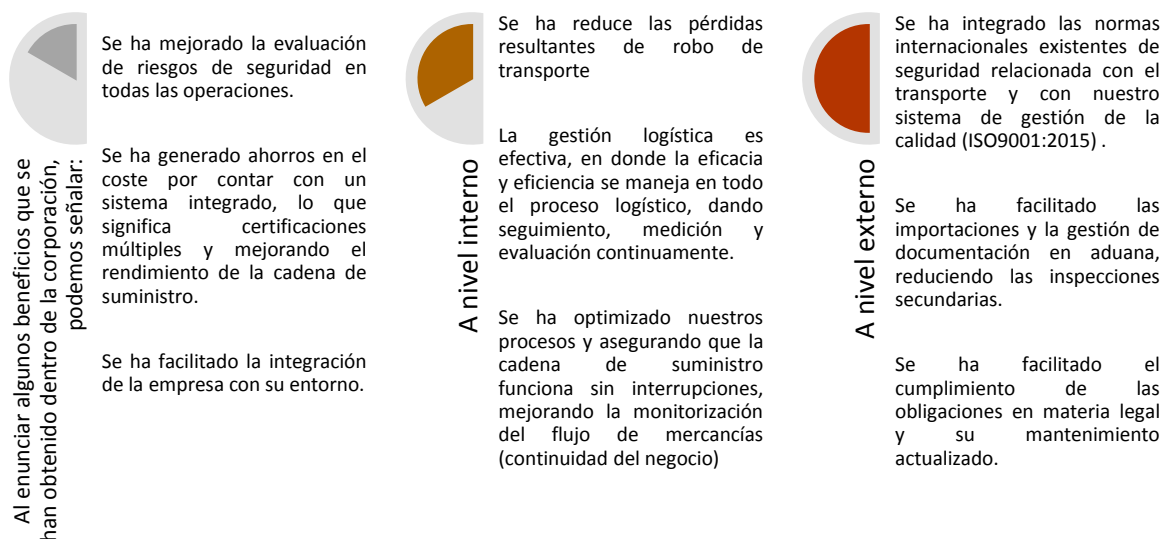 Al enunciar algunos beneficios que se
han obtenido dentro de la corporación,
podemos señalar:
Se ha mejorado la evaluación
de riesgos de seguridad en
todas las operaciones.
Se ha generado ahorros en el
coste por contar con un
sistema integrado, lo que
significa certificaciones
múltiples y mejorando el
rendimiento de la cadena de
suministro.
Se ha facilitado la integración
de la empresa con su entorno.
A nivel interno
Se ha reduce las pérdidas
resultantes de robo de
transporte
La gestión logística es
efectiva, en donde la eficacia
y eficiencia se maneja en todo
el proceso logístico, dando
seguimiento, medición y
evaluación continuamente.
Se ha optimizado nuestros
procesos y asegurando que la
cadena de suministro
funciona sin interrupciones,
mejorando la monitorización
del flujo de mercancías
(continuidad del negocio)
A nivel externo
Se ha integrado las normas
internacionales existentes de
seguridad relacionada con el
transporte y con nuestro
sistema de gestión de la
calidad (ISO9001:2015) .
Se ha facilitado las
importaciones y la gestión de
documentación en aduana,
reduciendo las inspecciones
secundarias.
Se ha facilitado el
cumplimiento de las
obligaciones en materia legal
y su mantenimiento
actualizado.